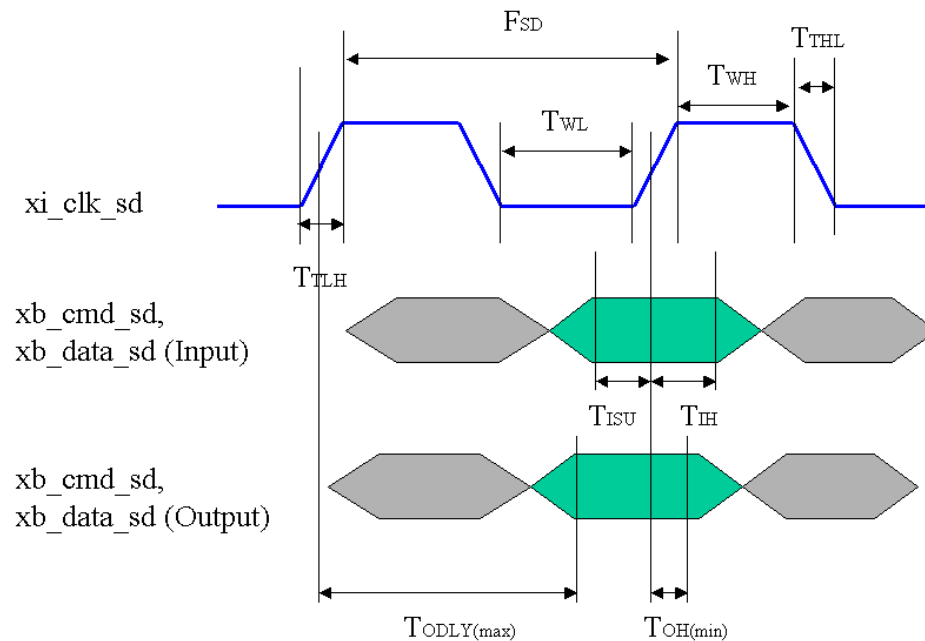 FSD
TTHL
TWH
TWL
xi_clk_sd
TTLH
xb_cmd_sd,
xb_data_sd (Input)
TISU
TIH
xb_cmd_sd,
xb_data_sd (Output)
TODLY(max)
TOH(min)